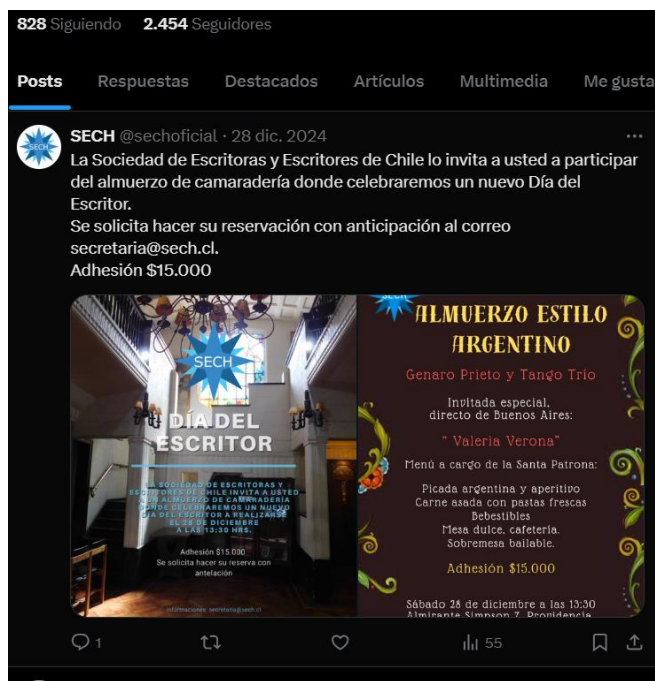 828 Siguiendo 2.454 Seguidores
Posts Respuestas Destacados Artículos Multimedia Me gusta
SECH @sechoficial · 28 dic. 2024
La Sociedad de Escritoras y Escritores de Chile lo invita a usted a participar
del almuerzo de camaradería donde celebraremos un nuevo Día del
Escritor.
Se solicita hacer su reservación con anticipación al correo
secretaria@sech.cl.
Adhesión $15.000
SECH
DÍA DEL
ESCRITOR
LA SOCIEDAD DE ESCRITORAS Y
ESCRITORES DE CHILE INVITA A USTED
A UN ALMUERZO DE CAMARADERÍA
DONDE CELEBRAREMOS UN NUEVO
DÍA DEL ESCRITOR A REALIZARSE
EL 28 DE DICIEMBRE
A LAS 13:30 HRS.
Adhesión $15.000
Se solicita hacer su reserva con
antelación
Informaciones: secretaria@sech.cl
SECH
ALMUERZO ESTILO
ARGENTINO
Genaro Prieto y Tango Trio
Invitada especial,
directo de Buenos Aires:
" Valeria Verona"
Menú a cargo de la Santa Patrona:
Picada argentina y aperitivo
Carne asada con pastas frescas
Bebestibles
Mesa dulce, cafetería.
Sobremesa bailable.
Adhesión $15.000
Sábado 28 de diciembre a las 13:30
Almirante Simpson 7, Providencia
1 55